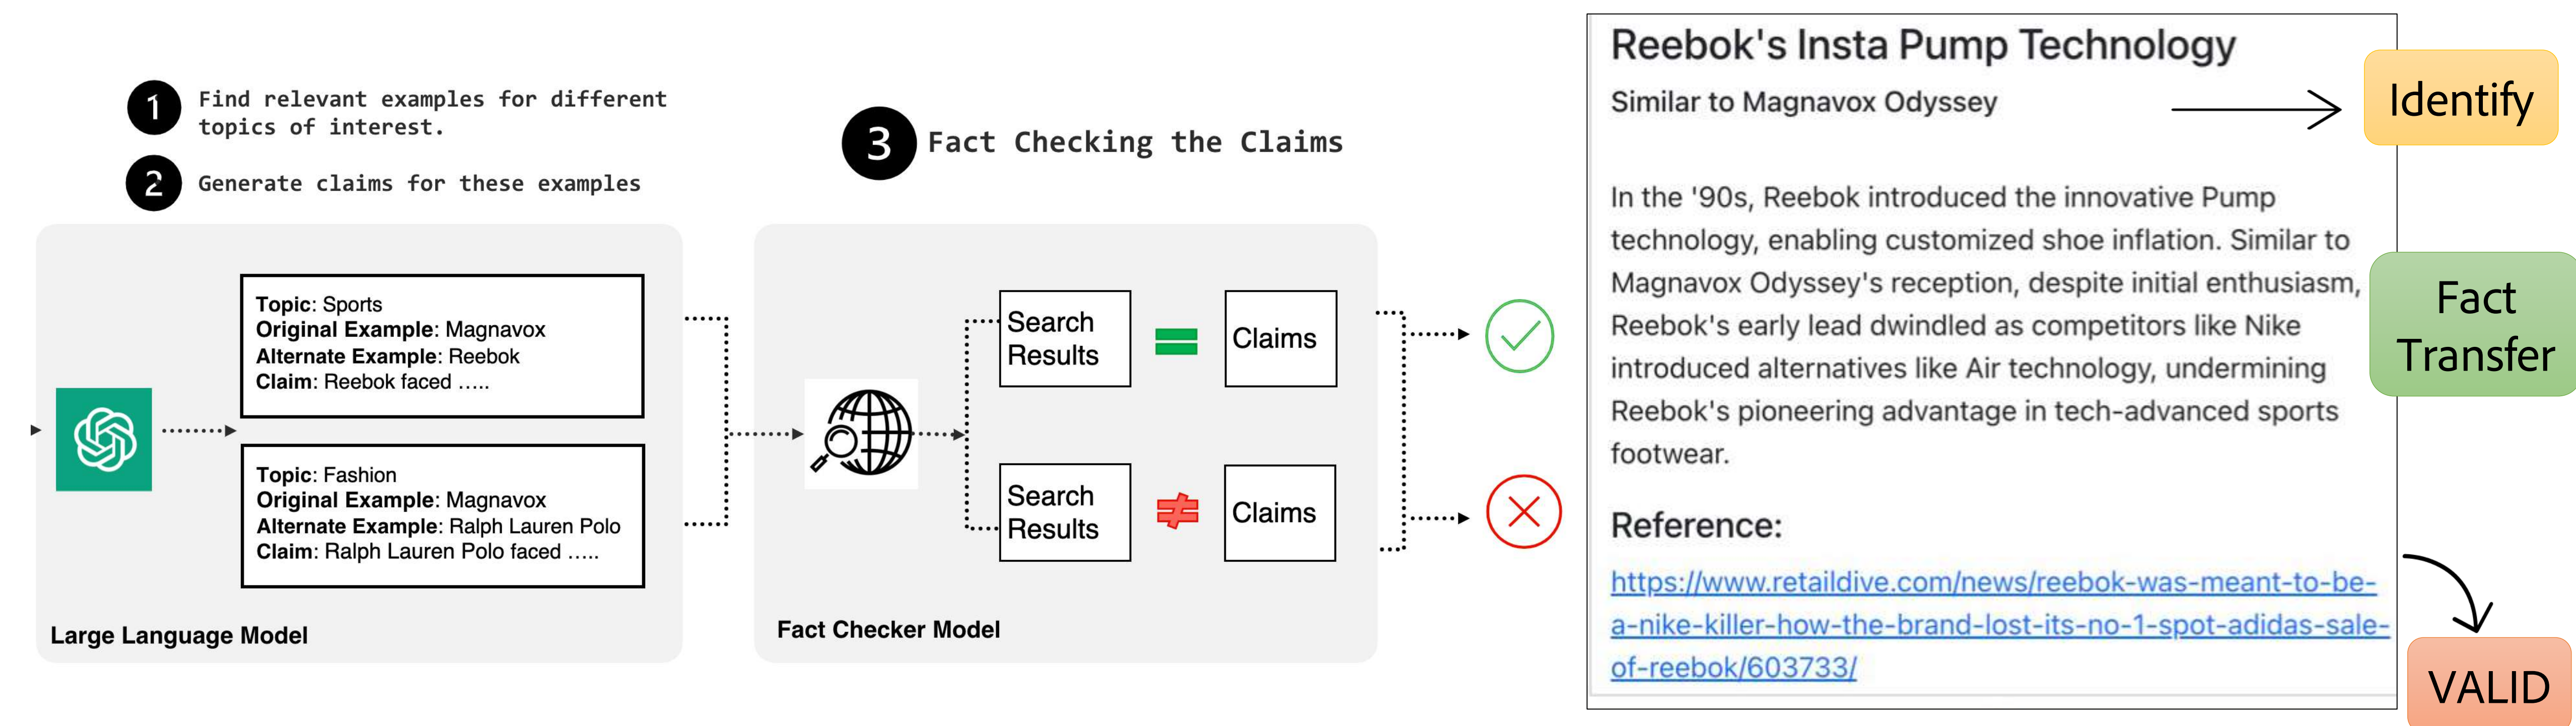 1 Find relevant examples for different
topics of interest.
2 Generate claims for these examples
Topic: Sports
Original Example: Magnavox
Alternate Example: Reebok
Claim: Reebok faced .....
Topic: Fashion
Original Example: Magnavox
Alternate Example: Ralph Lauren Polo
Claim: Ralph Lauren Polo faced .....
Large Language Model
3 Fact Checking the Claims
Search
Results
=
Claims
Search
Results
≠
Claims
Fact Checker Model
Reebok's Insta Pump Technology
Similar to Magnavox Odyssey
In the '90s, Reebok introduced the innovative Pump
technology, enabling customized shoe inflation. Similar to
Magnavox Odyssey's reception, despite initial enthusiasm,
Reebok's early lead dwindled as competitors like Nike
introduced alternatives like Air technology, undermining
Reebok's pioneering advantage in tech-advanced sports
footwear.
Reference:
https://www.retaildive.com/news/reebok-was-meant-to-be-
a-nike-killer-how-the-brand-lost-its-no-1-spot-adidas-sale-
of-reebok/603733/
Identify
Fact
Transfer
VALID